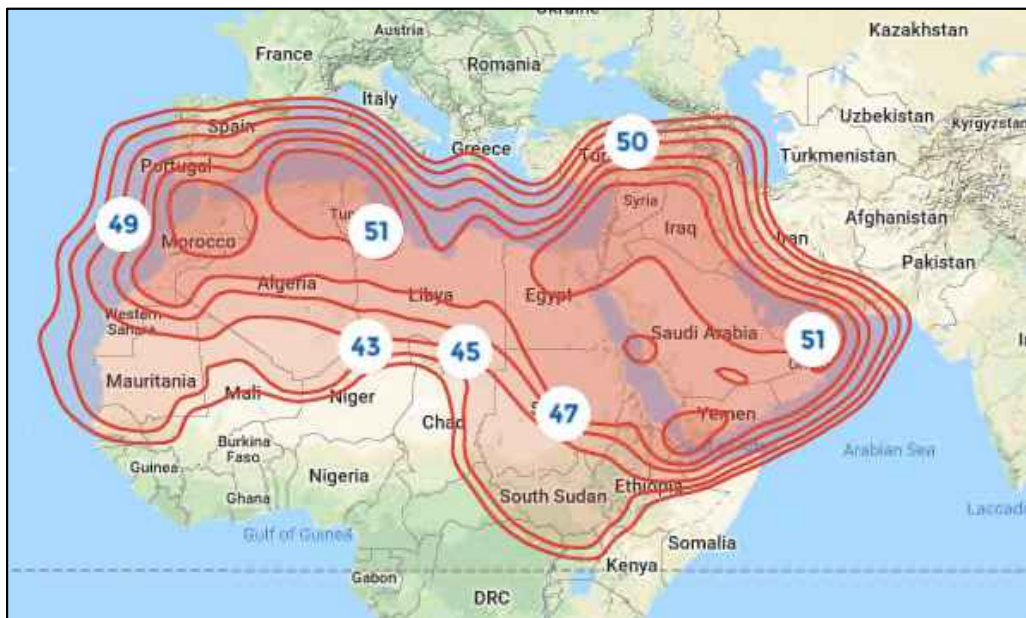 Ukraine
Kazakhstan
Austria
France
Romania
Italy
Uzbekistan
Kyrgyzstan
Spain
Greece
50
Turkmenistan
Portugal
Syria
Afghanistan
49
51
Iraq
Morocco
Iran
Pakistan
Algeria
Libya
Egypt
Western
Sahara
43
45
Saudi Arabia
51
Mauritania
Mali
Niger
47
Yemen
Chad
Burkina
Faso
Guinea
Nigeria
Arabian Sea
Ethiopia
Ghana
South Sudan
Gulf of Guinea
Somalia
Kenya
Gabon
DRC